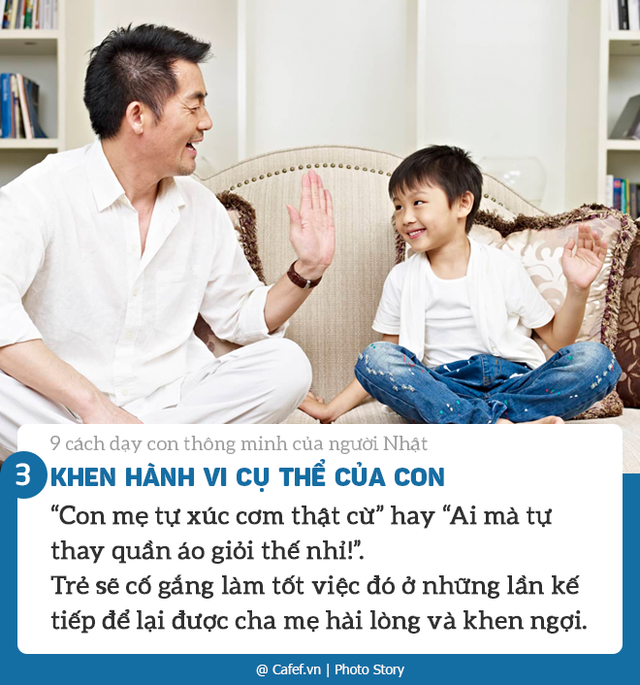 9 cách dạy con thông minh của người Nhật
3 KHEN HÀNH VI CỤ THỂ CỦA CON
“Con mẹ tự xúc cơm thật cừ” hay “Ai mà tự
thay quần áo giỏi thế nhỉ!”.
Trẻ sẽ cố gắng làm tốt việc đó ở những lần kế
tiếp để lại được cha mẹ hài lòng và khen ngợi.
@ Cafef.vn | Photo Story